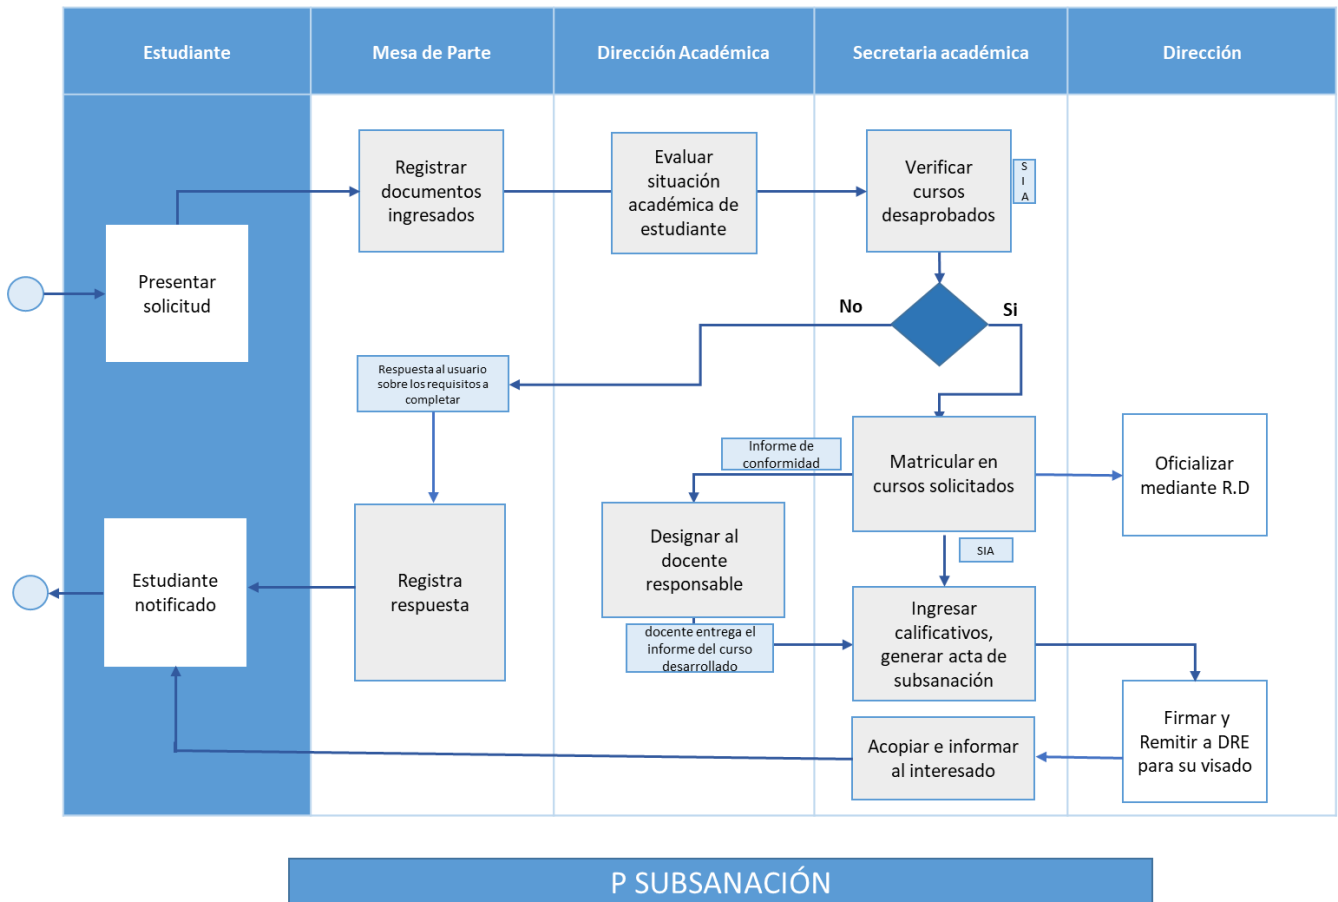 Estudiante
Mesa de Parte
Dirección Académica
Secretaria académica
Dirección
Registrar
documentos
ingresados
Evaluar
situación
académica de
estudiante
Verificar
cursos
desaprobados
S
I
A
Presentar
solicitud
No
Si
Respuesta al usuario
sobre los requisitos a
completar
Informe de
conformidad
Matricular en
cursos solicitados
Oficializar
mediante R.D
Designar al
docente
responsable
SIA
Estudiante
notificado
Registra
respuesta
Ingresar
calificativos,
generar acta de
subsanación
docente entrega el
informe del curso
desarrollado
Firmar y
Remitir a DRE
para su visado
Acopiar e informar
al interesado
P SUBSANACIÓN